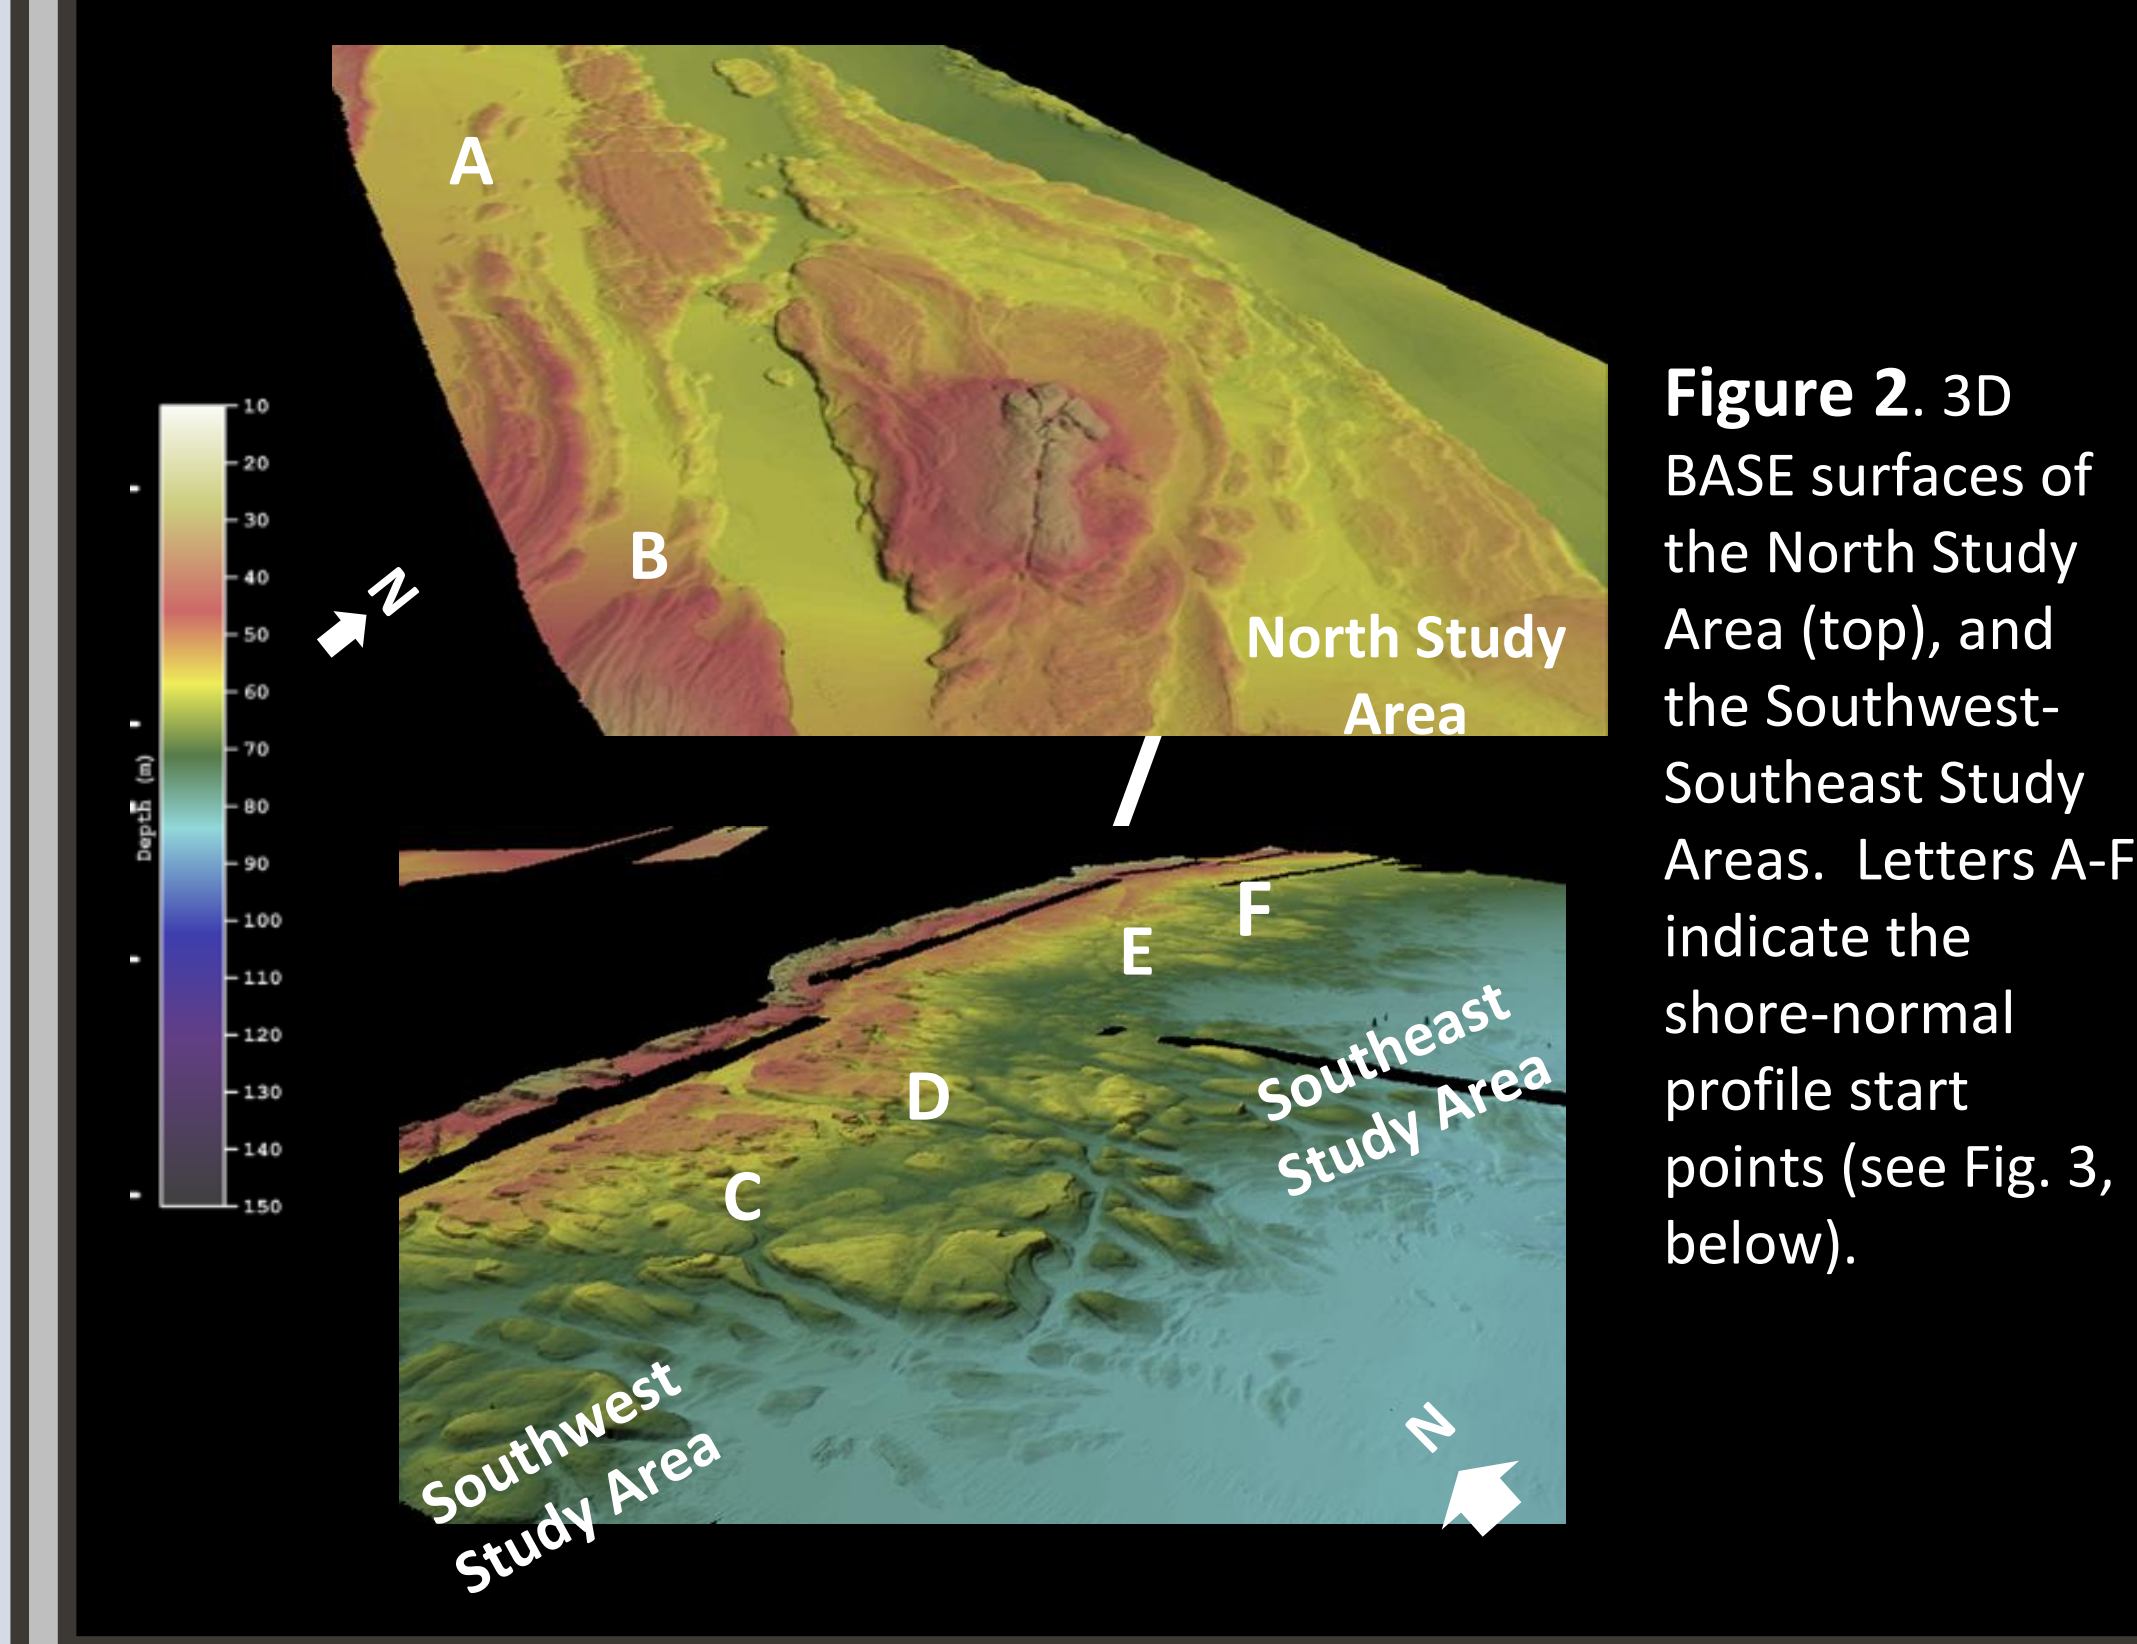 A
B
North Study
Area
N
10
20
30
40
50
60
70
80
90
100
110
120
130
140
150
Depth (m)
F
E
D
C
Southeast
Study Area
Southwest
Study Area
N
Figure 2. 3D
BASE surfaces of
the North Study
Area (top), and
the Southwest-
Southeast Study
Areas.  Letters A-F
indicate the
shore-normal
profile start
points (see Fig. 3,
below).